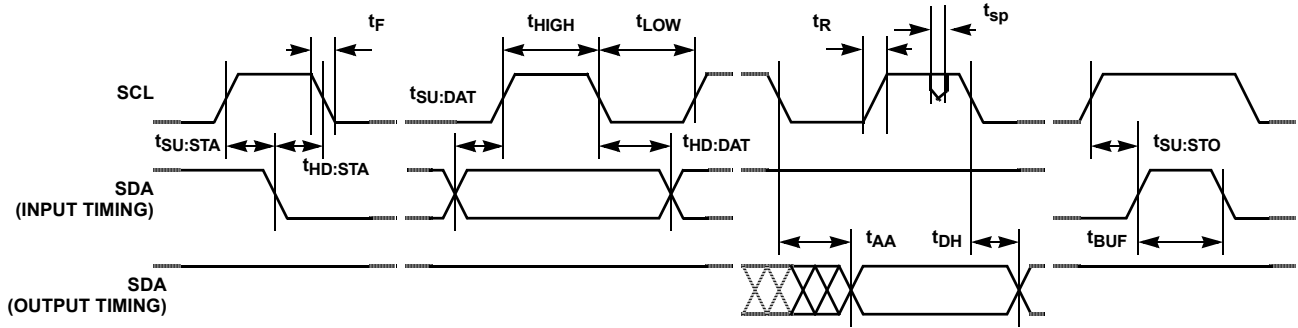 tF
tHIGH
tLOW
tR
tsp
SCL
tSU:DAT
tSU:STA
tHD:STA
tHD:DAT
tSU:STO
SDA
(INPUT TIMING)
tAA
tDH
tBUF
SDA
(OUTPUT TIMING)